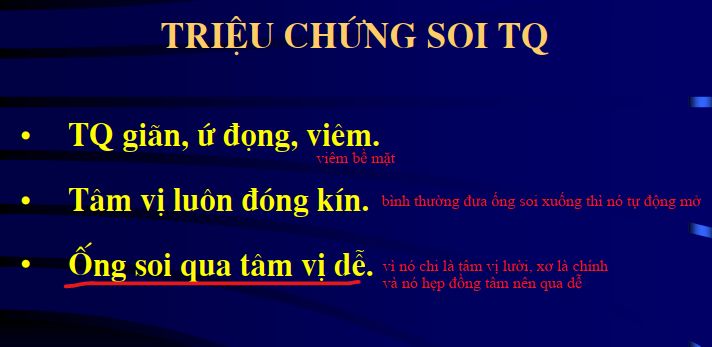 TRIỆU CHỨNG SOI TQ
• TQ giãn, ứ đọng, viêm.
viêm bề mặt
• Tâm vị luôn đóng kín. bình thường đưa ống soi xuống thì nó tự động mở
• Ống soi qua tâm vị dễ. vì nó chỉ là tâm vị lười, xơ là chính
và nó hẹp đồng tâm nên qua dễ